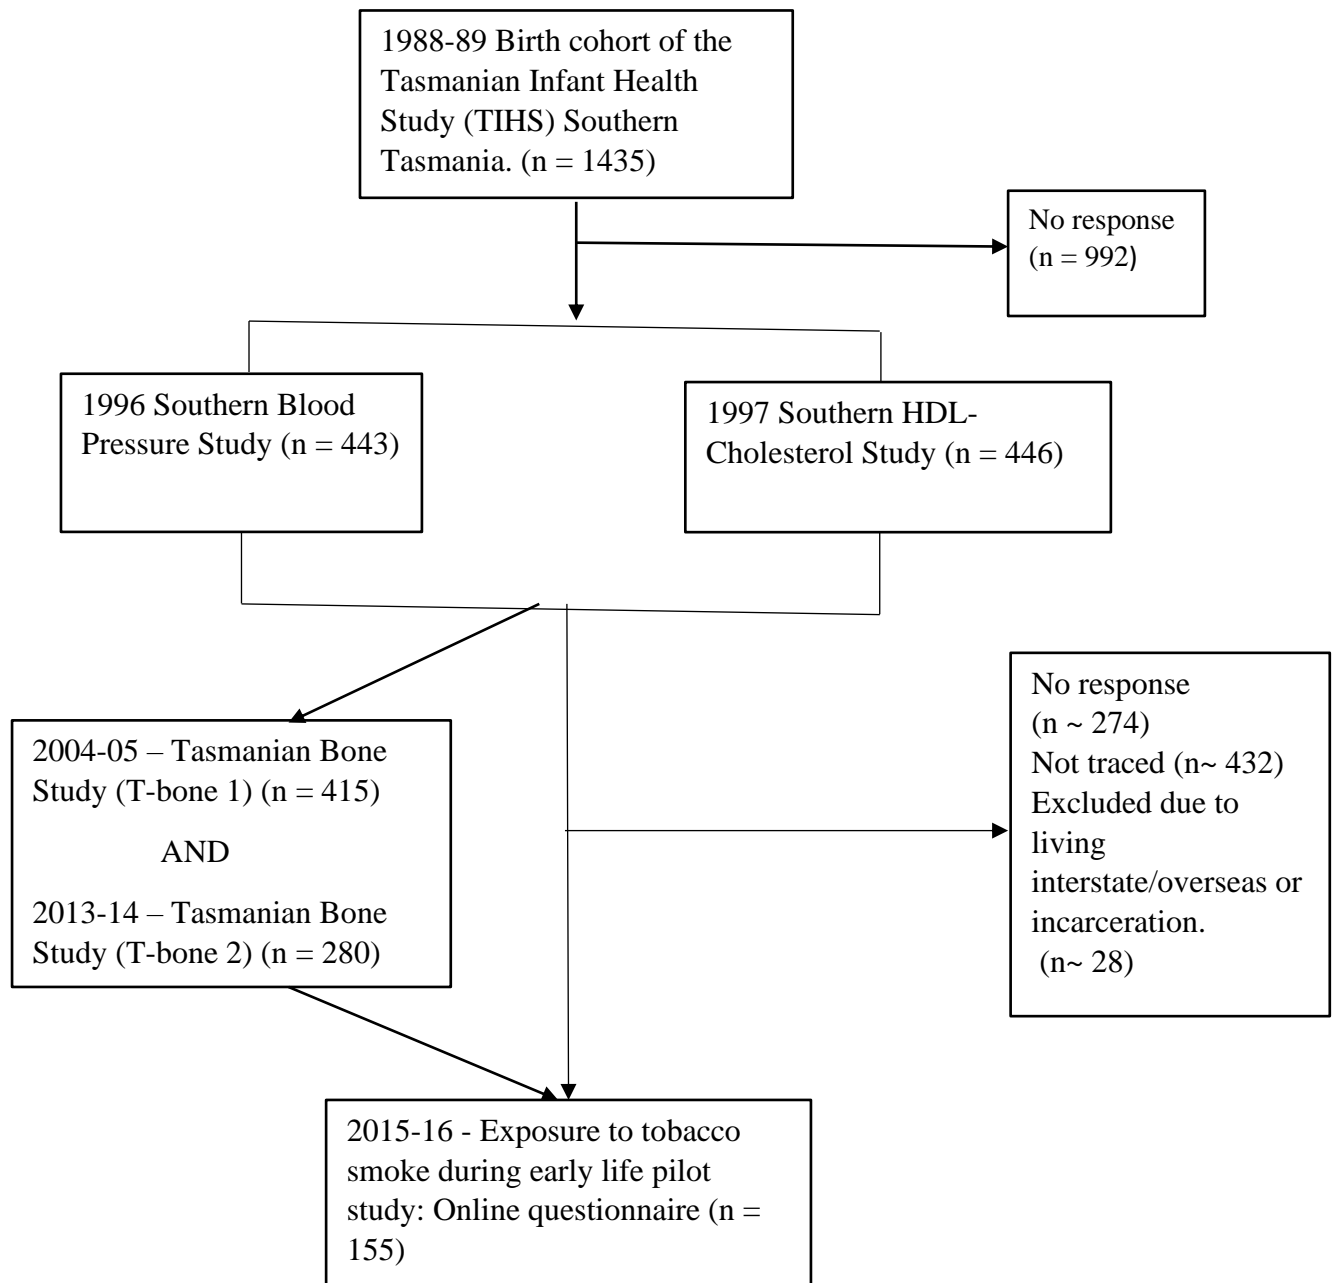 1988-89 Birth cohort of the
Tasmanian Infant Health
Study (TIHS) Southern
Tasmania. (n = 1435)
No response
(n = 992)
1996 Southern Blood
Pressure Study (n = 443)
1997 Southern HDL-
Cholesterol Study (n = 446)
No response
(n ~ 274)
Not traced (n~ 432)
Excluded due to
living
interstate/overseas or
incarceration.
(n~ 28)
2004-05 – Tasmanian Bone
Study (T-bone 1) (n = 415)
AND
2013-14 – Tasmanian Bone
Study (T-bone 2) (n = 280)
2015-16 - Exposure to tobacco
smoke during early life pilot
study: Online questionnaire (n =
155)